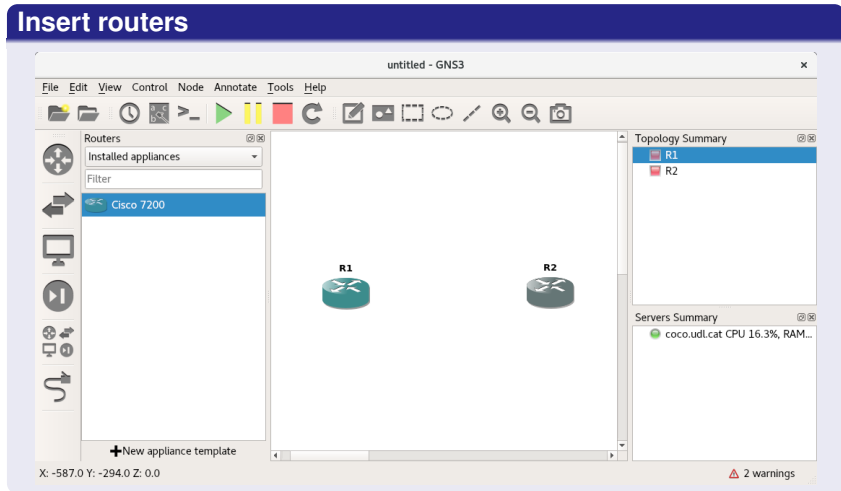 Insert routers
untitled - GNS3
×
File Edit View Control Node Annotate Tools Help
Routers
Installed appliances
Filter
Cisco 7200
New appliance template
R1
R2
Topology Summary
R1
R2
Servers Summary
coco.udl.cat CPU 16.3%, RAM...
X: -587.0 Y: -294.0 Z: 0.0
2 warnings